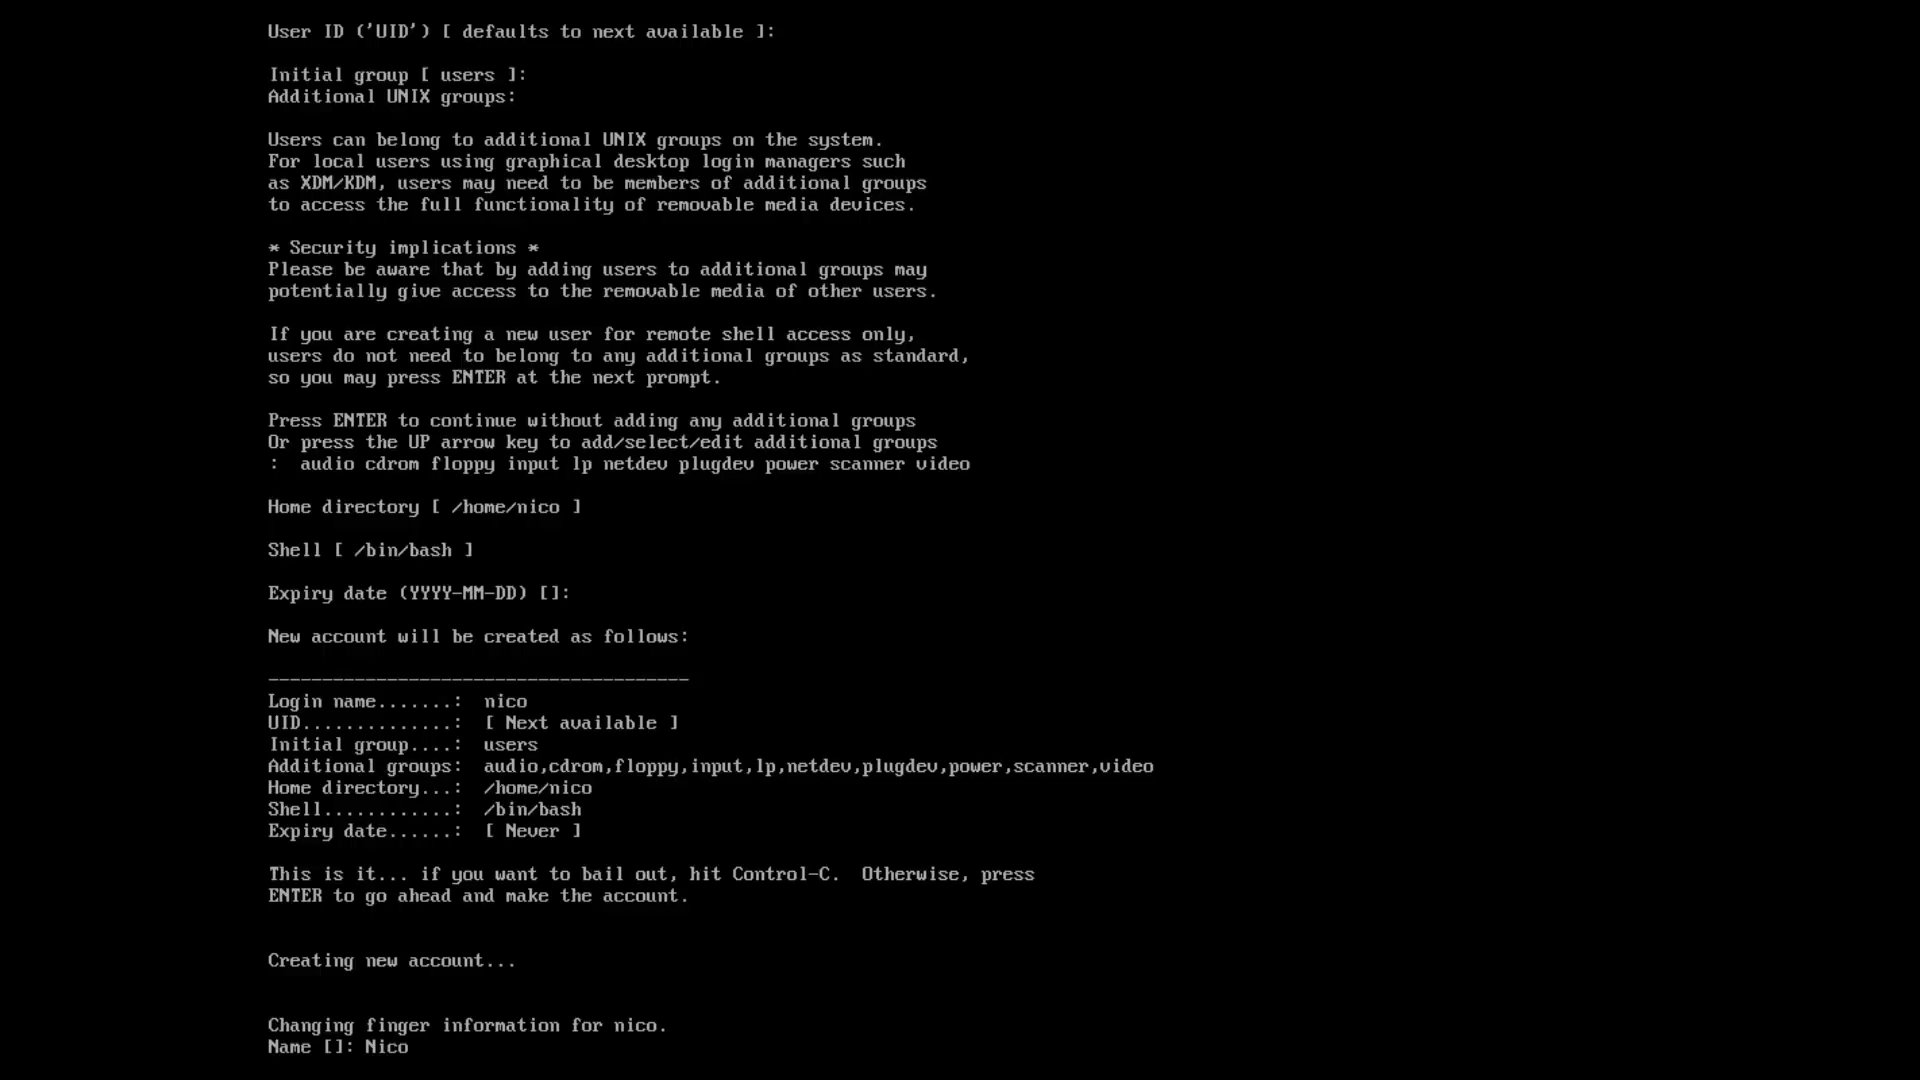 User ID ('UID') [ defaults to next available ]:
Initial group [ users ]:
Additional UNIX groups:
Users can belong to additional UNIX groups on the system.
For local users using graphical desktop login managers such
as XDM/KDM, users may need to be members of additional groups
to access the full functionality of removable media devices.
* Security implications *
Please be aware that by adding users to additional groups may
potentially give access to the removable media of other users.
If you are creating a new user for remote shell access only,
users do not need to belong to any additional groups as standard,
so you may press ENTER at the next prompt.
Press ENTER to continue without adding any additional groups
Or press the UP arrow key to add/select/edit additional groups
:  audio cdrom floppy input lp netdev plugdev power scanner video
Home directory [ /home/nico ]
Shell [ /bin/bash ]
Expiry date (YYYY-MM-DD) []:
New account will be created as follows:
---------------------------------------
Login name.......:  nico
UID..............:  [ Next available ]
Initial group....:  users
Additional groups:  audio,cdrom,floppy,input,lp,netdev,plugdev,power,scanner,video
Home directory...:  /home/nico
Shell............:  /bin/bash
Expiry date......:  [ Never ]
This is it... if you want to bail out, hit Control-C.  Otherwise, press
ENTER to go ahead and make the account.
Creating new account...
Changing finger information for nico.
Name []: Nico